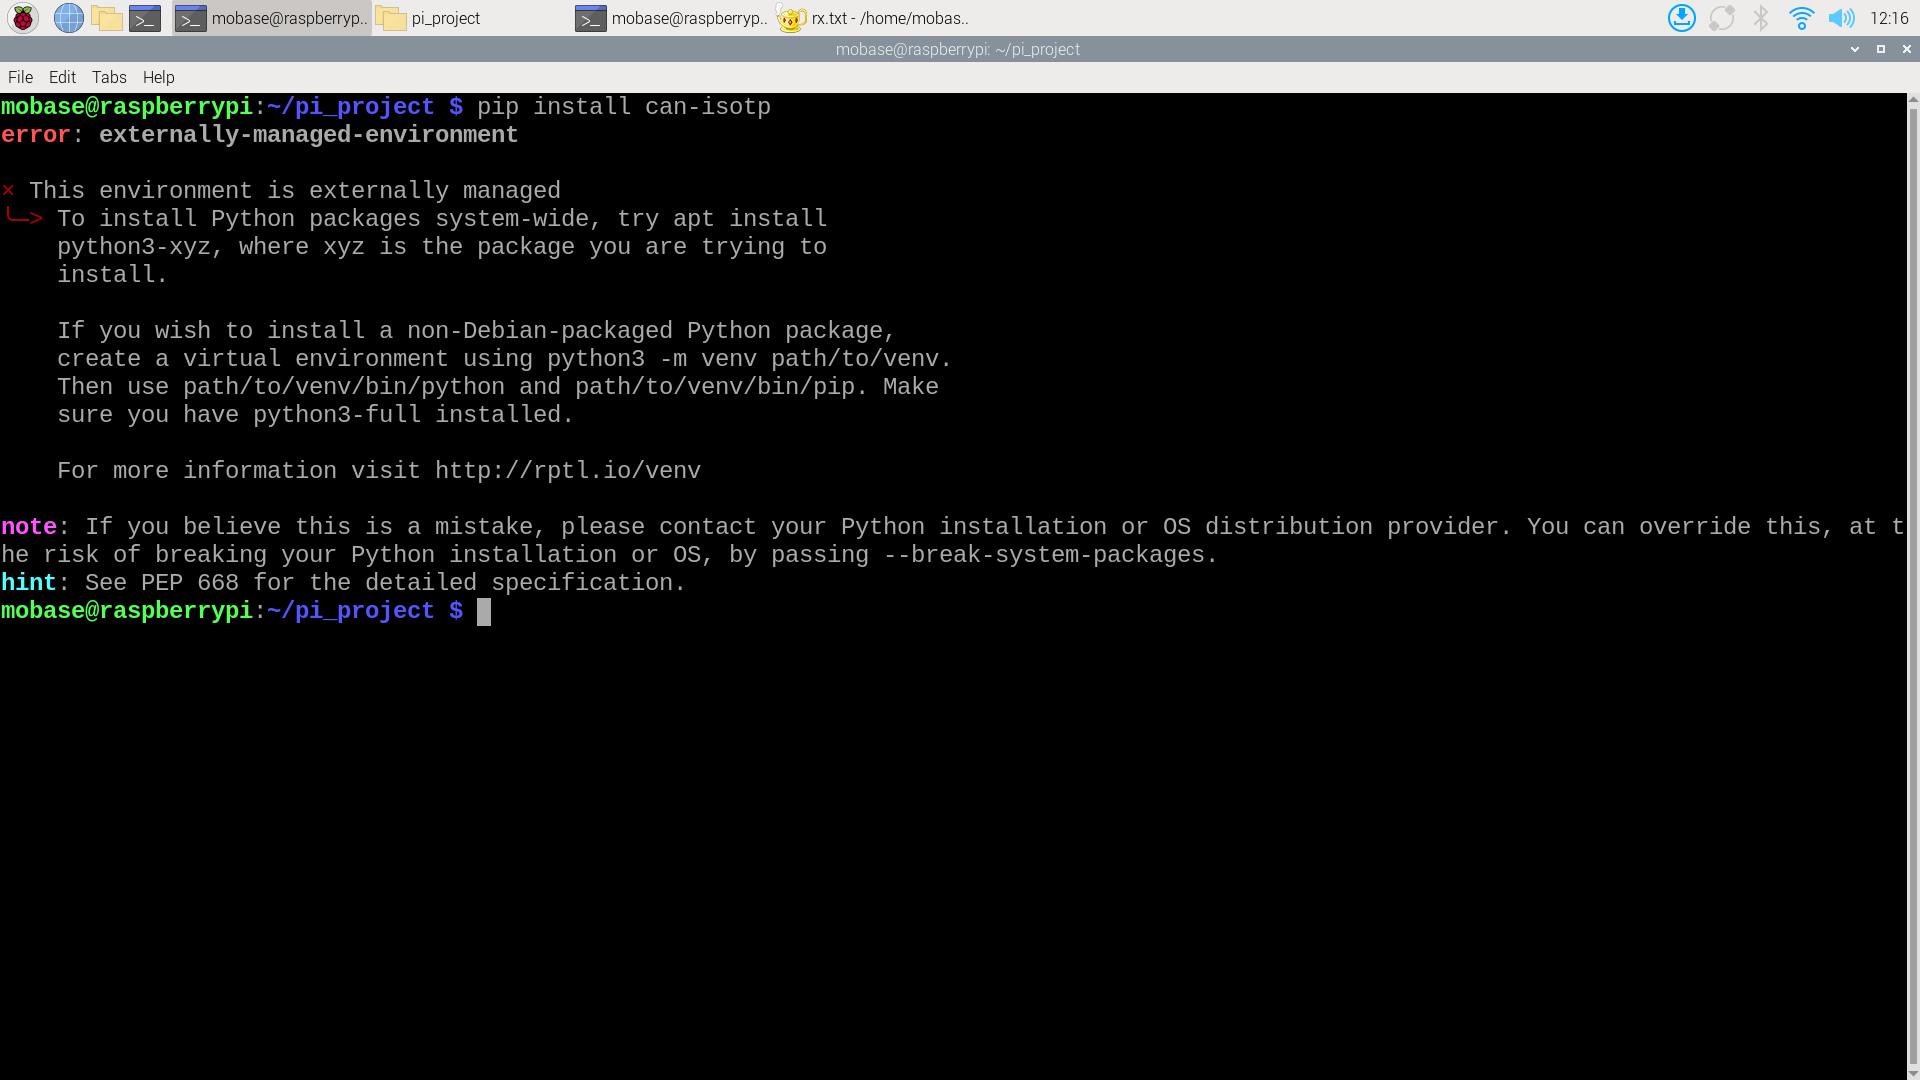 mobase@raspberryp..
pi_project
mobase@raspberryp..
rx.txt - /home/mobas..
12:16
mobase@raspberrypi: ~/pi_project
File Edit Tabs Help
mobase@raspberrypi:~/pi_project $ pip install can-isotp
error: externally-managed-environment
× This environment is externally managed
╰─> To install Python packages system-wide, try apt install
python3-xyz, where xyz is the package you are trying to
install.
If you wish to install a non-Debian-packaged Python package,
create a virtual environment using python3 -m venv path/to/venv.
Then use path/to/venv/bin/python and path/to/venv/bin/pip. Make
sure you have python3-full installed.
For more information visit http://rptl.io/venv
note: If you believe this is a mistake, please contact your Python installation or OS distribution provider. You can override this, at t
he risk of breaking your Python installation or OS, by passing --break-system-packages.
hint: See PEP 668 for the detailed specification.
mobase@raspberrypi:~/pi_project $